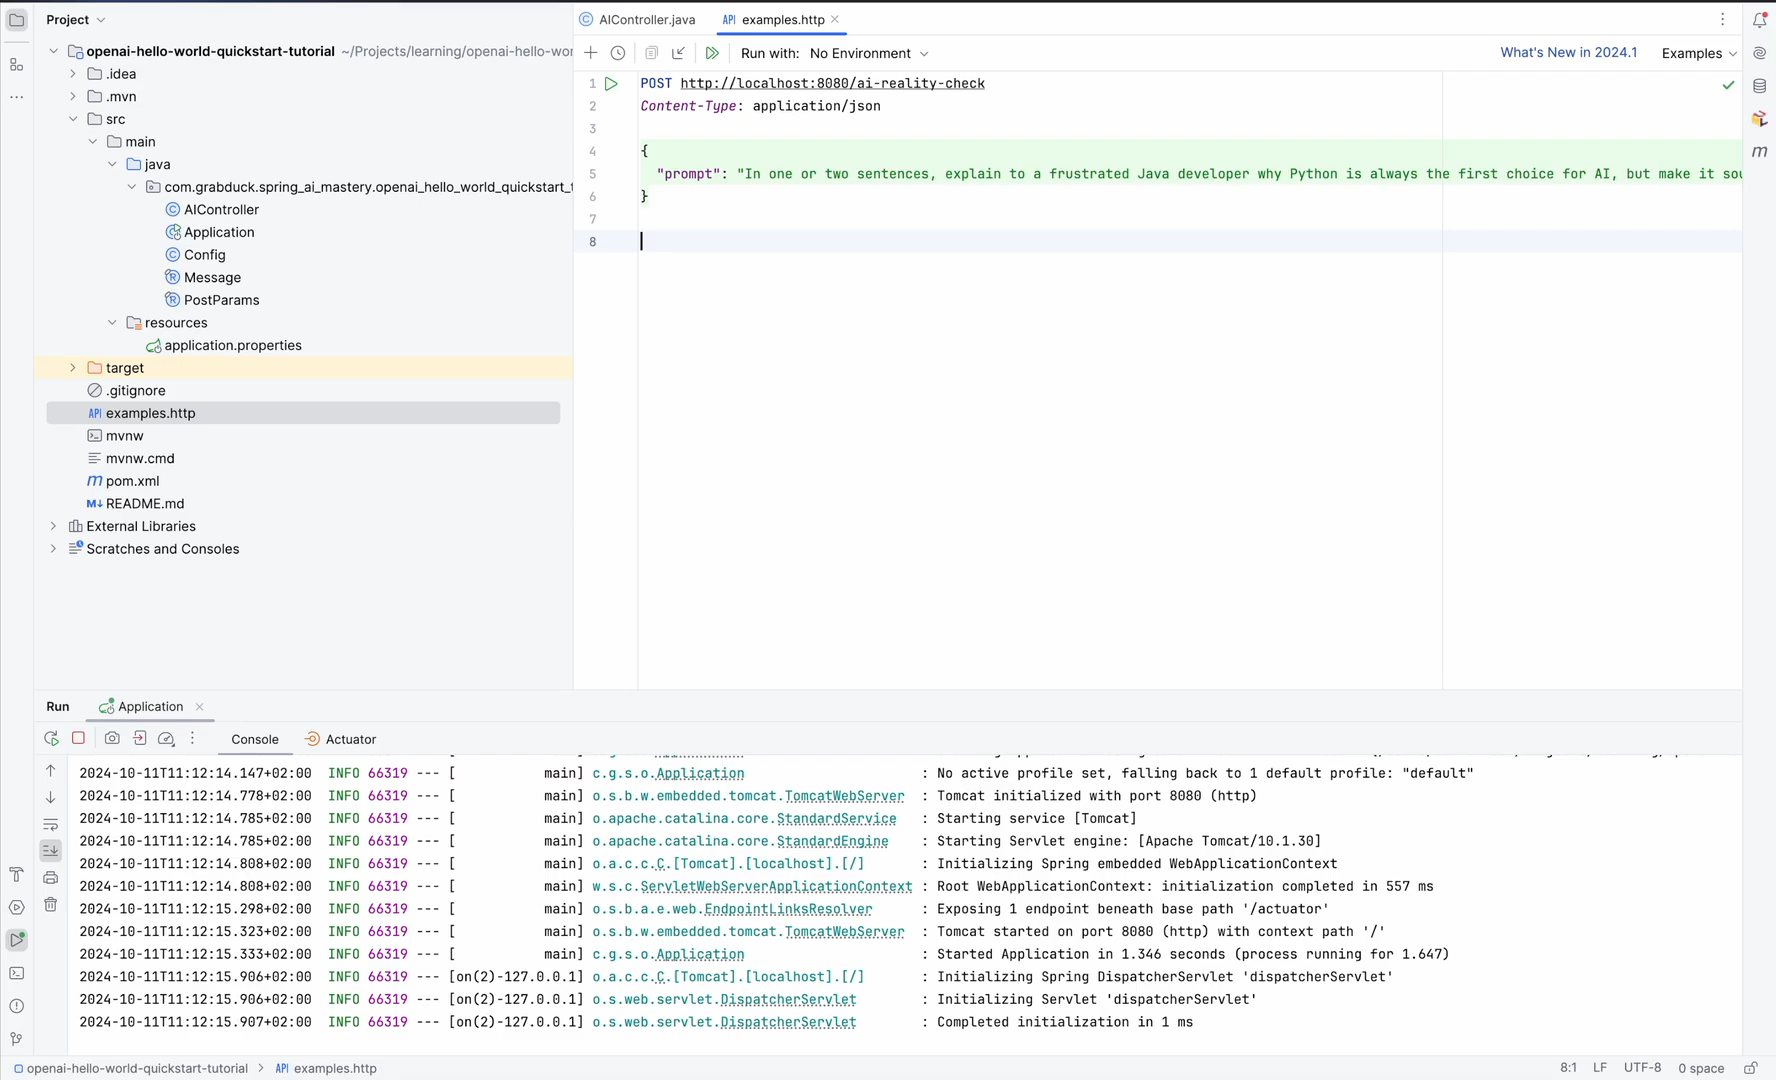 Project
AIController.java
examples.http
openai-hello-world-quickstart-tutorial ~/Projects/learning/openai-hello-wor
Run with: No Environment
What's New in 2024.1
Examples
.idea
.mvn
src
main
java
com.grabduck.spring_ai_mastery.openai_hello_world_quickstart_t
AIController
Application
Config
Message
PostParams
resources
application.properties
target
.gitignore
API examples.http
mvnw
mvnw.cmd
m pom.xml
M↓ README.md
External Libraries
Scratches and Consoles
1 POST http://localhost:8080/ai-reality-check
2 Content-Type: application/json
3
4 {
5 "prompt": "In one or two sentences, explain to a frustrated Java developer why Python is always the first choice for AI, but make it sou
6 }
7
8
Run
Application
Console
Actuator
2024-10-11T11:12:14.147+02:00 INFO 66319 --- [ main] c.g.s.o.Application : No active profile set, falling back to 1 default profile: "default"
2024-10-11T11:12:14.778+02:00 INFO 66319 --- [ main] o.s.b.w.embedded.tomcat.TomcatWebServer : Tomcat initialized with port 8080 (http)
2024-10-11T11:12:14.785+02:00 INFO 66319 --- [ main] o.apache.catalina.core.StandardService : Starting service [Tomcat]
2024-10-11T11:12:14.785+02:00 INFO 66319 --- [ main] o.apache.catalina.core.StandardEngine : Starting Servlet engine: [Apache Tomcat/10.1.30]
2024-10-11T11:12:14.808+02:00 INFO 66319 --- [ main] o.a.c.c.C.[Tomcat].[localhost].[/] : Initializing Spring embedded WebApplicationContext
2024-10-11T11:12:14.808+02:00 INFO 66319 --- [ main] w.s.c.ServletWebServerApplicationContext : Root WebApplicationContext: initialization completed in 557 ms
2024-10-11T11:12:15.298+02:00 INFO 66319 --- [ main] o.s.b.a.e.web.EndpointLinksResolver : Exposing 1 endpoint beneath base path '/actuator'
2024-10-11T11:12:15.323+02:00 INFO 66319 --- [ main] o.s.b.w.embedded.tomcat.TomcatWebServer : Tomcat started on port 8080 (http) with context path '/'
2024-10-11T11:12:15.333+02:00 INFO 66319 --- [ main] c.g.s.o.Application : Started Application in 1.346 seconds (process running for 1.647)
2024-10-11T11:12:15.906+02:00 INFO 66319 --- [on(2)-127.0.0.1] o.a.c.c.C.[Tomcat].[localhost].[/] : Initializing Spring DispatcherServlet 'dispatcherServlet'
2024-10-11T11:12:15.906+02:00 INFO 66319 --- [on(2)-127.0.0.1] o.s.web.servlet.DispatcherServlet : Initializing Servlet 'dispatcherServlet'
2024-10-11T11:12:15.907+02:00 INFO 66319 --- [on(2)-127.0.0.1] o.s.web.servlet.DispatcherServlet : Completed initialization in 1 ms
openai-hello-world-quickstart-tutorial > API examples.http
8:1 LF UTF-8 0 space